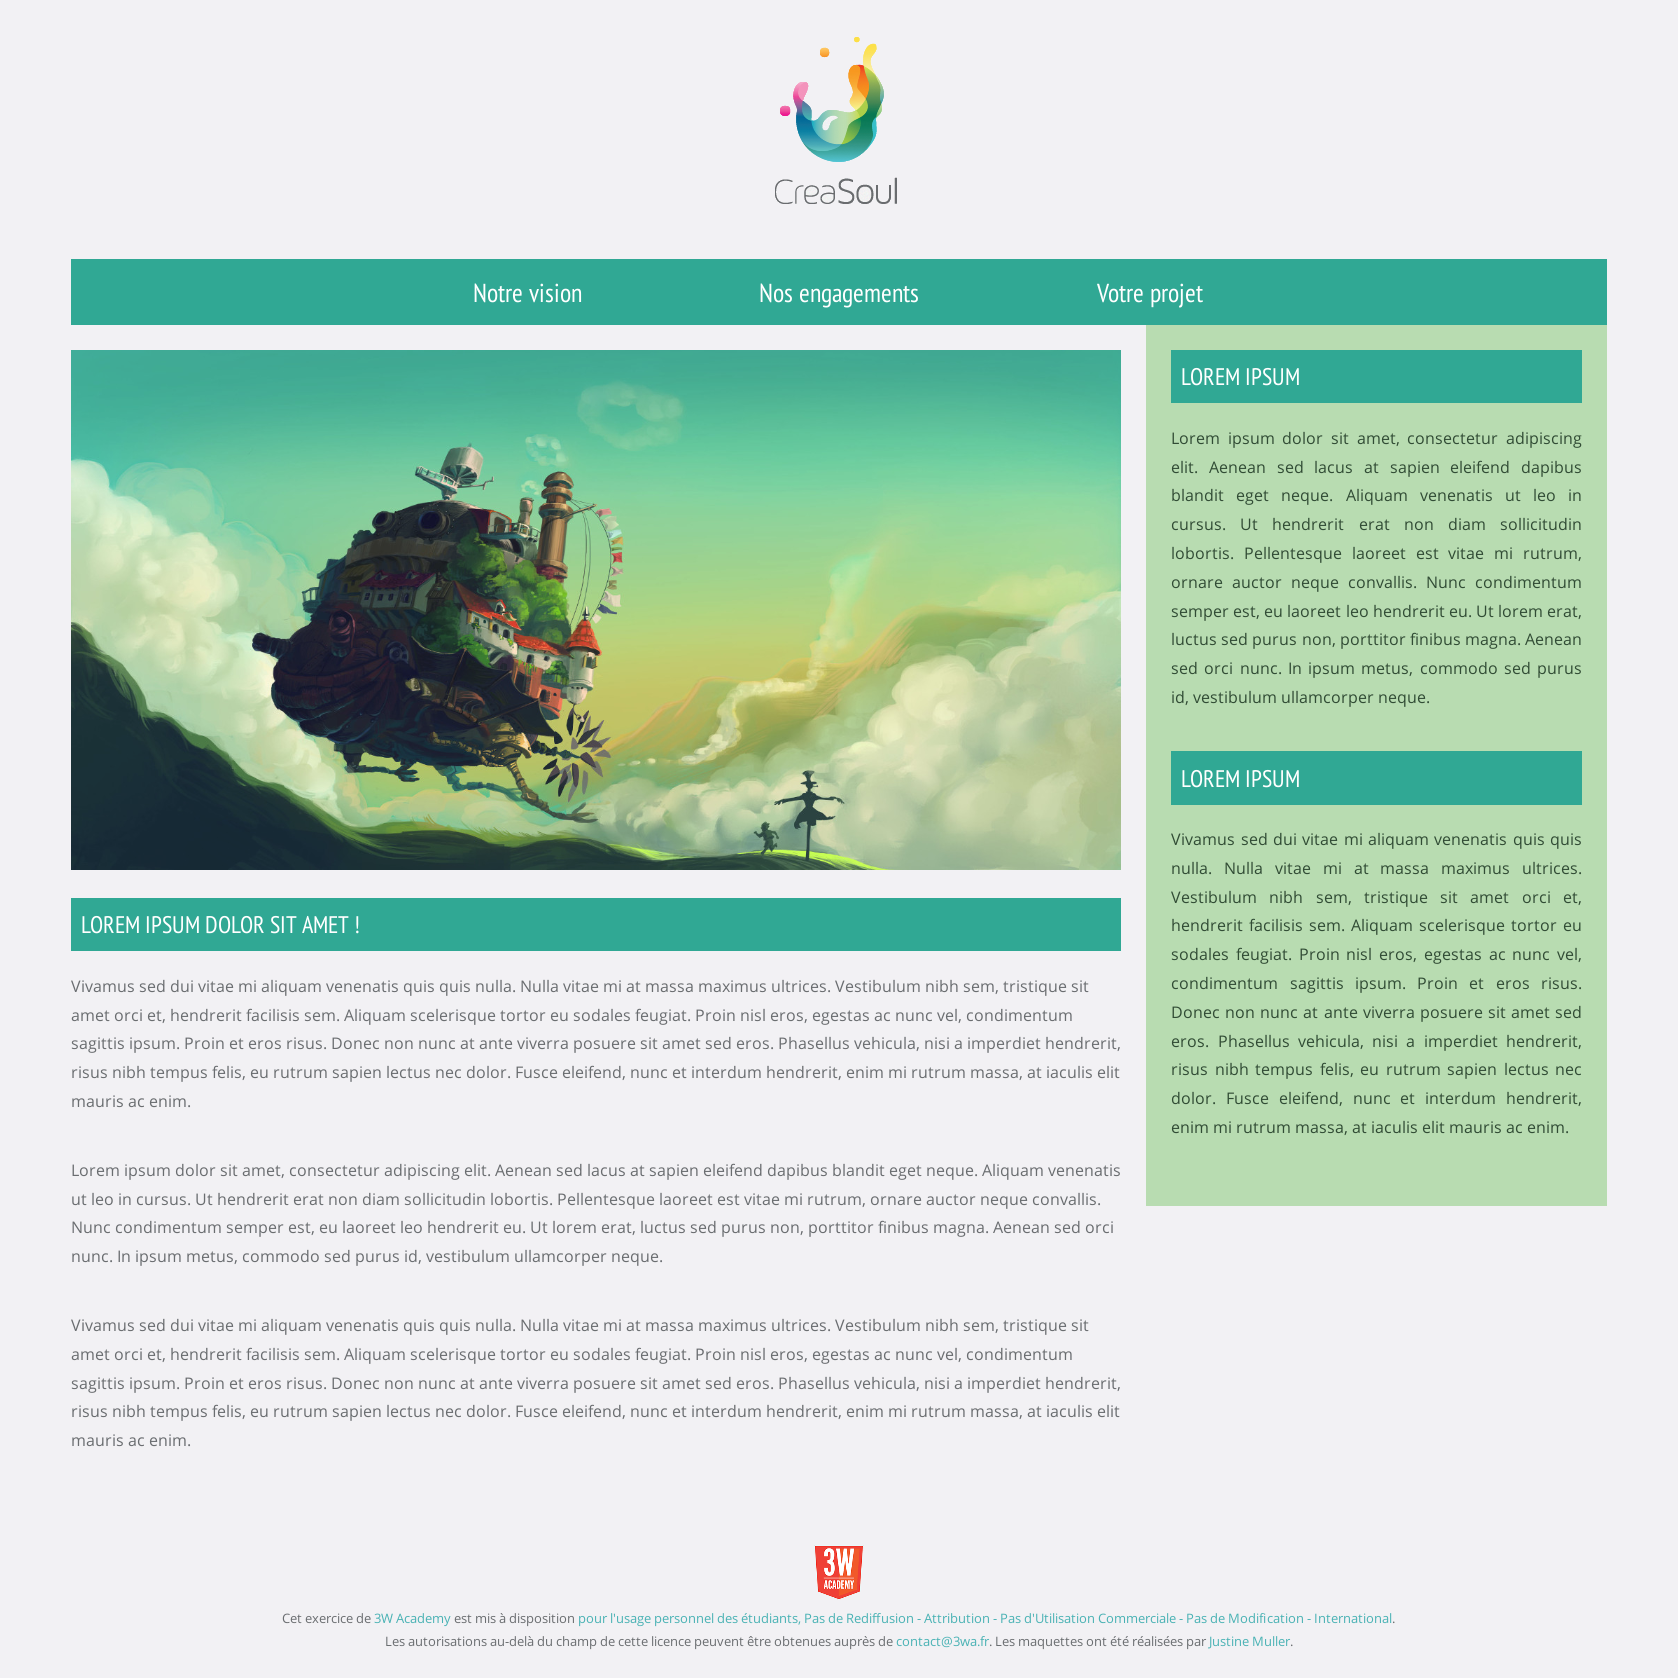 CreaSoul
Notre vision
Nos engagements
Votre projet
LOREM IPSUM DOLOR SIT AMET !
Vivamus sed dui vitae mi aliquam venenatis quis quis nulla. Nulla vitae mi at massa maximus ultrices. Vestibulum nibh sem, tristique sit
amet orci et, hendrerit facilisis sem. Aliquam scelerisque tortor eu sodales feugiat. Proin nisl eros, egestas ac nunc vel, condimentum
sagittis ipsum. Proin et eros risus. Donec non nunc at ante viverra posuere sit amet sed eros. Phasellus vehicula, nisi a imperdiet hendrerit,
risus nibh tempus felis, eu rutrum sapien lectus nec dolor. Fusce eleifend, nunc et interdum hendrerit, enim mi rutrum massa, at iaculis elit
mauris ac enim.
Lorem ipsum dolor sit amet, consectetur adipiscing elit. Aenean sed lacus at sapien eleifend dapibus blandit eget neque. Aliquam venenatis
ut leo in cursus. Ut hendrerit erat non diam sollicitudin lobortis. Pellentesque laoreet est vitae mi rutrum, ornare auctor neque convallis.
Nunc condimentum semper est, eu laoreet leo hendrerit eu. Ut lorem erat, luctus sed purus non, porttitor finibus magna. Aenean sed orci
nunc. In ipsum metus, commodo sed purus id, vestibulum ullamcorper neque.
Vivamus sed dui vitae mi aliquam venenatis quis quis nulla. Nulla vitae mi at massa maximus ultrices. Vestibulum nibh sem, tristique sit
amet orci et, hendrerit facilisis sem. Aliquam scelerisque tortor eu sodales feugiat. Proin nisl eros, egestas ac nunc vel, condimentum
sagittis ipsum. Proin et eros risus. Donec non nunc at ante viverra posuere sit amet sed eros. Phasellus vehicula, nisi a imperdiet hendrerit,
risus nibh tempus felis, eu rutrum sapien lectus nec dolor. Fusce eleifend, nunc et interdum hendrerit, enim mi rutrum massa, at iaculis elit
mauris ac enim.
LOREM IPSUM
Lorem ipsum dolor sit amet, consectetur adipiscing
elit. Aenean sed lacus at sapien eleifend dapibus
blandit eget neque. Aliquam venenatis ut leo in
cursus. Ut hendrerit erat non diam sollicitudin
lobortis. Pellentesque laoreet est vitae mi rutrum,
ornare auctor neque convallis. Nunc condimentum
semper est, eu laoreet leo hendrerit eu. Ut lorem erat,
luctus sed purus non, porttitor finibus magna. Aenean
sed orci nunc. In ipsum metus, commodo sed purus
id, vestibulum ullamcorper neque.
LOREM IPSUM
Vivamus sed dui vitae mi aliquam venenatis quis quis
nulla. Nulla vitae mi at massa maximus ultrices.
Vestibulum nibh sem, tristique sit amet orci et,
hendrerit facilisis sem. Aliquam scelerisque tortor eu
sodales feugiat. Proin nisl eros, egestas ac nunc vel,
condimentum sagittis ipsum. Proin et eros risus.
Donec non nunc at ante viverra posuere sit amet sed
eros. Phasellus vehicula, nisi a imperdiet hendrerit,
risus nibh tempus felis, eu rutrum sapien lectus nec
dolor. Fusce eleifend, nunc et interdum hendrerit,
enim mi rutrum massa, at iaculis elit mauris ac enim.
3W
ACADEMY
Cet exercice de 3W Academy est mis à disposition pour l'usage personnel des étudiants, Pas de Rediffusion - Attribution - Pas d'Utilisation Commerciale - Pas de Modification - International.
Les autorisations au-delà du champ de cette licence peuvent être obtenues auprès de contact@3wa.fr. Les maquettes ont été réalisées par Justine Muller.